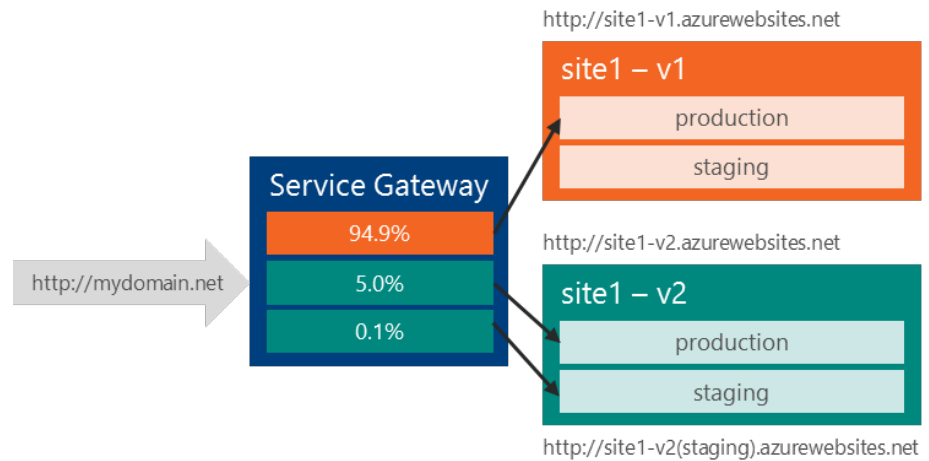 http://site1-v1.azurewebsites.net
site1 – v1
production
staging
Service Gateway
94.9%
5.0%
0.1%
http://mydomain.net
http://site1-v2.azurewebsites.net
site1 – v2
production
staging
http://site1-v2(staging).azurewebsites.net